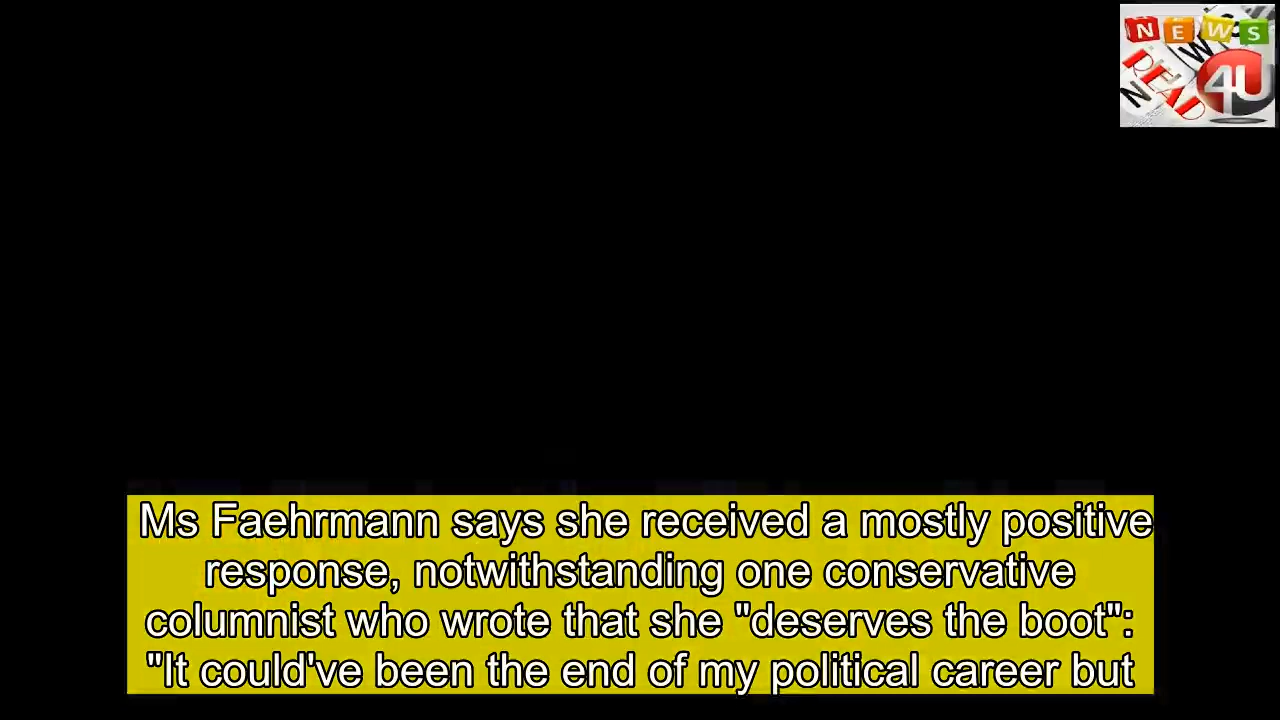 NEWS
READ
4U
W
N
Ms Faehrmann says she received a mostly positive
response, notwithstanding one conservative
columnist who wrote that she "deserves the boot":
"It could've been the end of my political career but